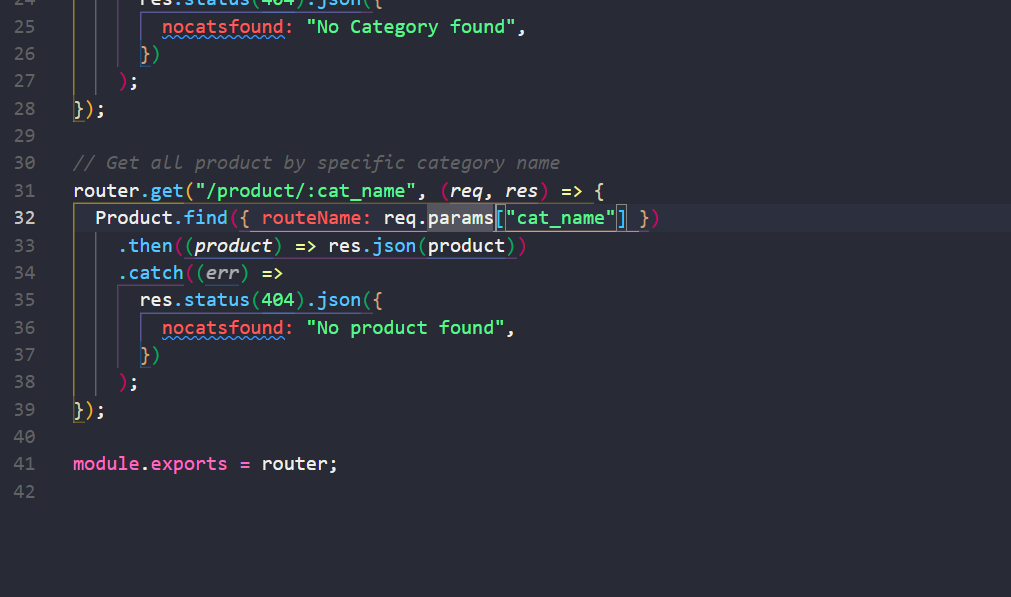 24 res.status(404).json({
25 nocatsfound: "No Category found",
26 })
27 );
28 });
29
30 // Get all product by specific category name
31 router.get("/product/:cat_name", (req, res) => {
32 Product.find({ routeName: req.params["cat_name"] })
33 .then((product) => res.json(product))
34 .catch((err) =>
35 res.status(404).json({
36 nocatsfound: "No product found",
37 })
38 );
39 });
40
41 module.exports = router;
42